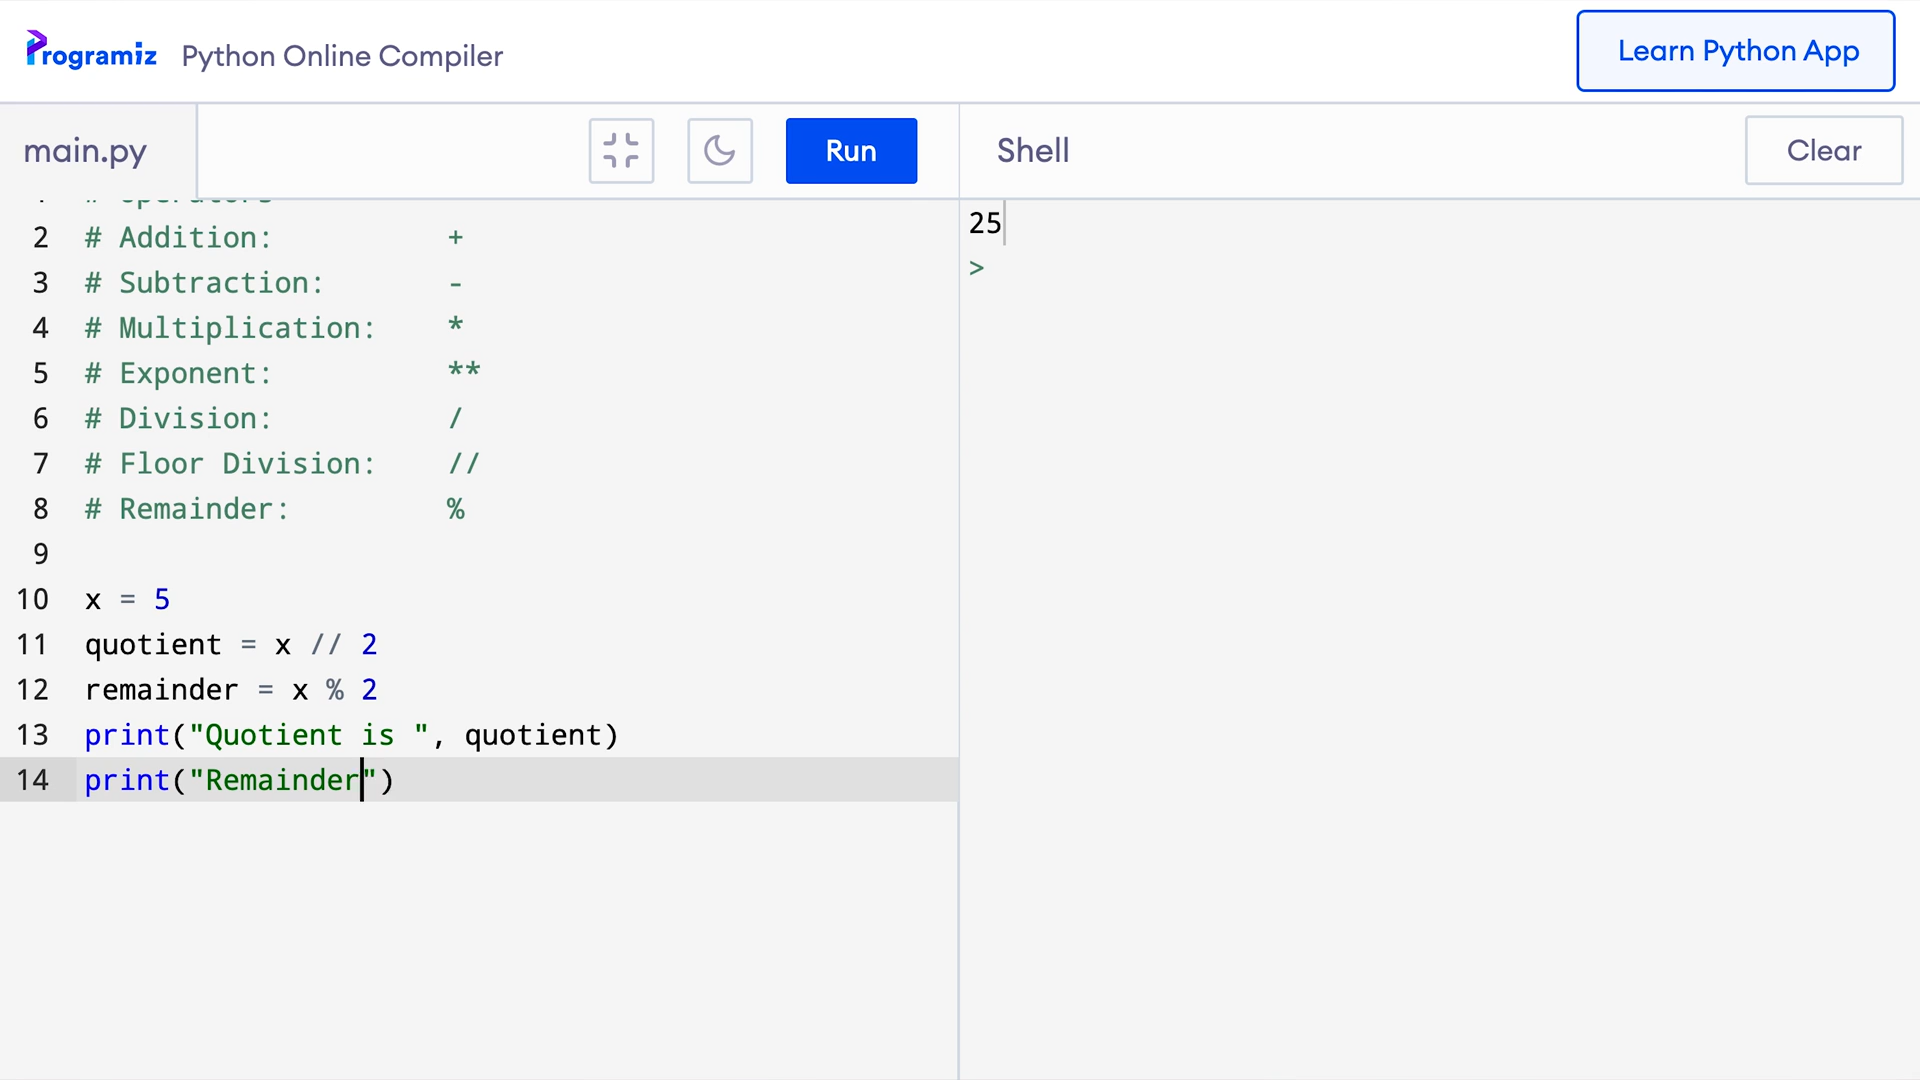 Programiz Python Online Compiler
Learn Python App
main.py
Run
Shell
Clear
2 # Addition: +
3 # Subtraction: -
4 # Multiplication: *
5 # Exponent: **
6 # Division: /
7 # Floor Division: //
8 # Remainder: %
9
10 x = 5
11 quotient = x // 2
12 remainder = x % 2
13 print("Quotient is ", quotient)
14 print("Remainder")
25
>